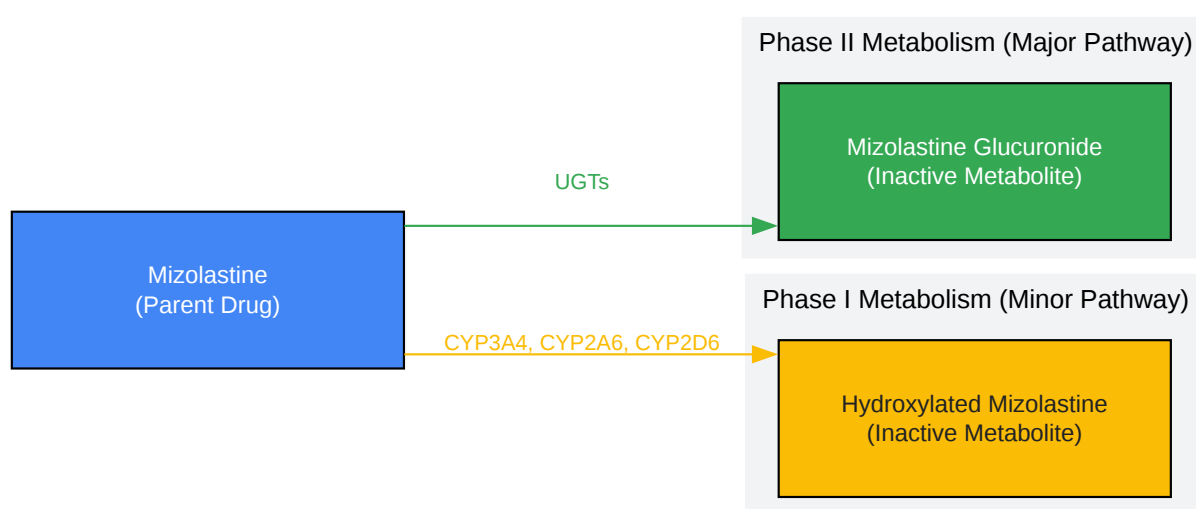 Phase II Metabolism (Major Pathway)
Mizolastine Glucuronide
(Inactive Metabolite)
UGTs
Mizolastine
(Parent Drug)
Phase I Metabolism (Minor Pathway)
CYP3A4, CYP2A6, CYP2D6
Hydroxylated Mizolastine
(Inactive Metabolite)